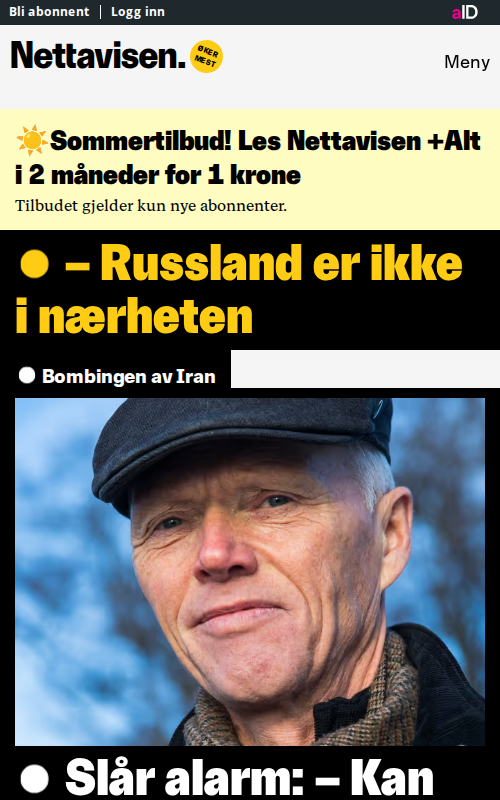 Bli abonnent | Logg inn
aID
Nettavisen.
ØKER
MEST
Meny
☀️Sommertilbud! Les Nettavisen +Alt
i 2 måneder for 1 krone
Tilbudet gjelder kun nye abonnenter.
– Russland er ikke
i nærheten
Bombingen av Iran
Slår alarm: – Kan